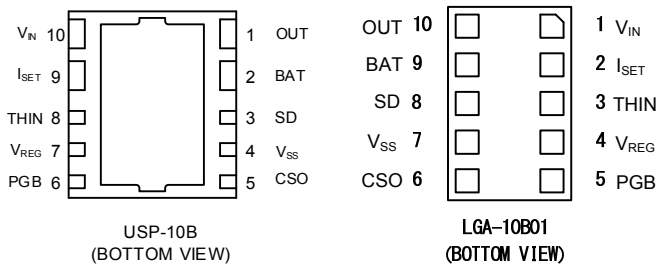 V_IN 10 1 OUT
I_SET 9 2 BAT
THIN 8 3 SD
V_REG 7 4 V_SS
PGB 6 5 CSO
USP-10B
(BOTTOM VIEW)
OUT 10 1 V_IN
BAT 9 2 I_SET
SD 8 3 THIN
V_SS 7 4 V_REG
CSO 6 5 PGB
LGA-10B01
(BOTTOM VIEW)